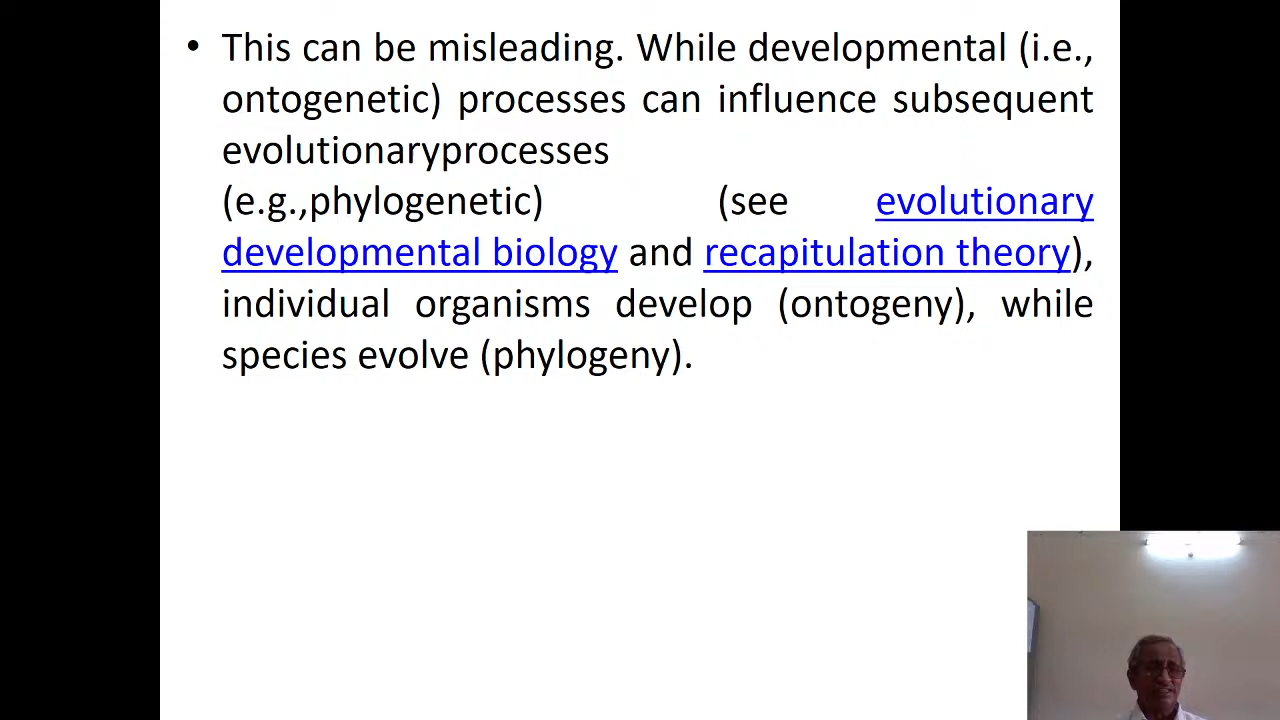 • This can be misleading. While developmental (i.e.,
ontogenetic) processes can influence subsequent
evolutionaryprocesses
(e.g.,phylogenetic) (see evolutionary
developmental biology and recapitulation theory),
individual organisms develop (ontogeny), while
species evolve (phylogeny).